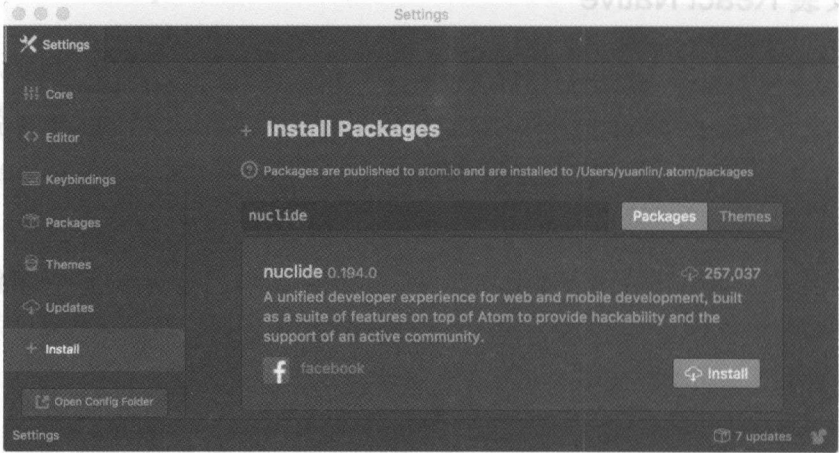 Settings
Settings
Core
Editor
Keybindings
Packages
Themes
Updates
+ Install
Open Config Folder
+ Install Packages
? Packages are published to atom.io and are installed to /Users/yuanlin/.atom/packages
nuclide
Packages Themes
nuclide 0.194.0
257,037
A unified developer experience for web and mobile development, built
as a suite of features on top of Atom to provide hackability and the
support of an active community.
f facebook
Install
Settings
7 updates